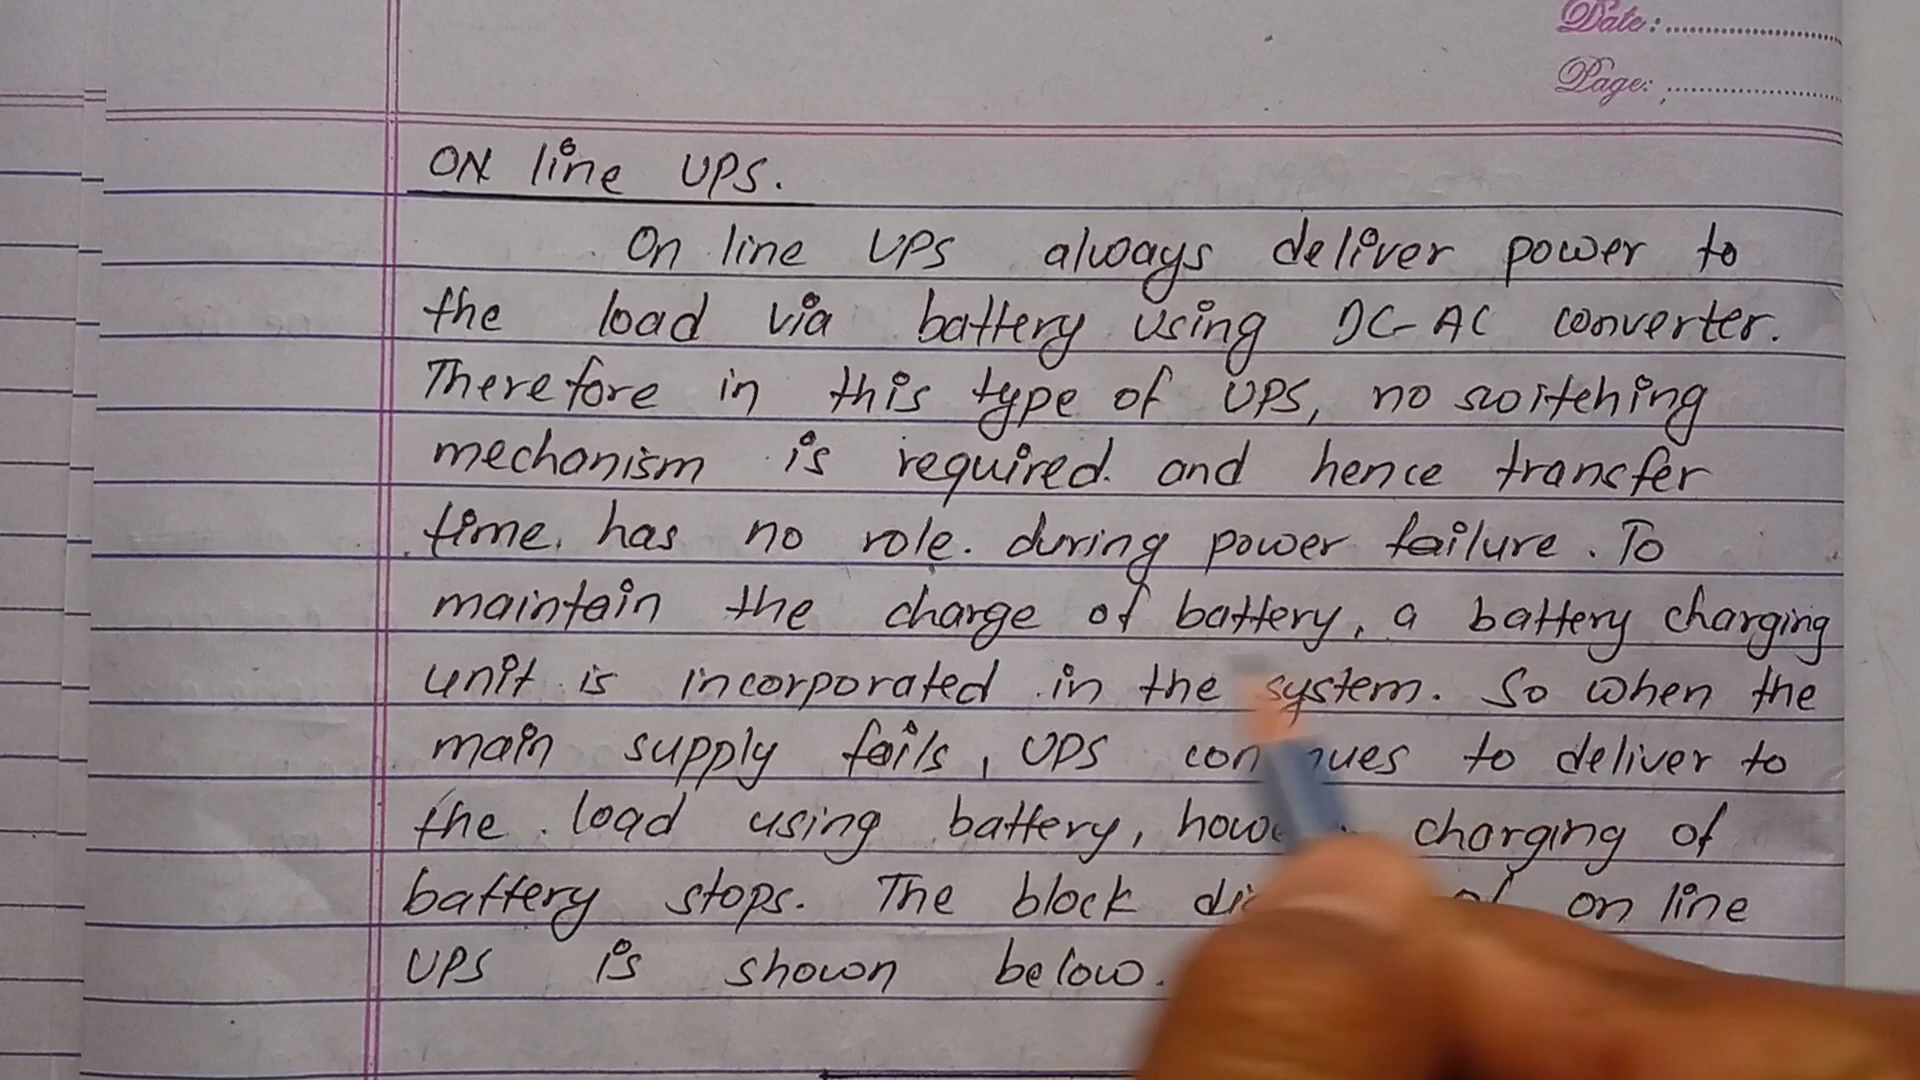 Date:
Page:
ON line UPS.
On line UPS always deliver power to
the load via battery using DC-AC converter.
Therefore in this type of UPS, no switching
mechanism is required. and hence transfer
time. has no role. during power failure. To
maintain the charge of battery, a battery charging
unit is incorporated in the system. So when the
main supply fails, UPS to deliver to
the load using battery, charging of
battery stops. The block on line
UPS is shown below.